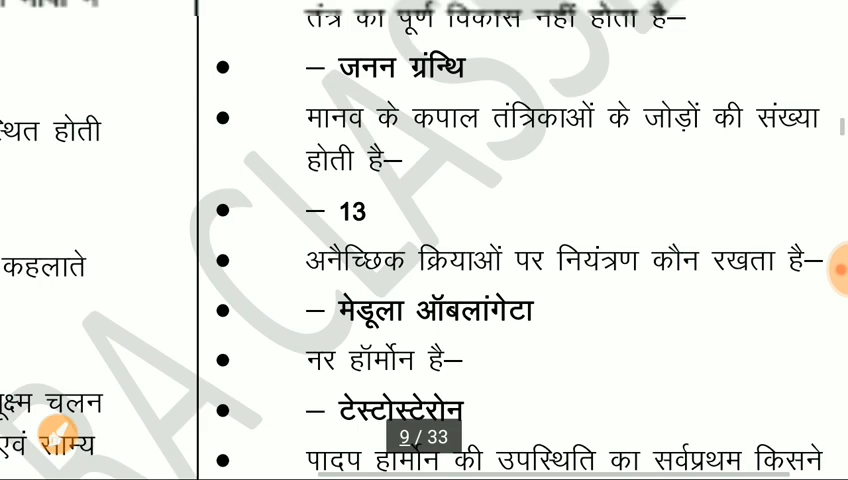 तंत्र का पूर्ण विकास नहीं होता है–
– जनन ग्रंन्थि
स्थित होती
मानव के कपाल तंत्रिकाओं के जोड़ों की संख्या
होती है–
– 13
कहलाते
अनैच्छिक क्रियाओं पर नियंत्रण कौन रखता है–
– मेडूला ऑबलांगेटा
नर हॉर्मोन है–
सूक्ष्म चलन
– टेस्टोस्टेरोन
एवं साम्य
9 / 33
पादप हार्मोन की उपस्थिति का सर्वप्रथम किसने